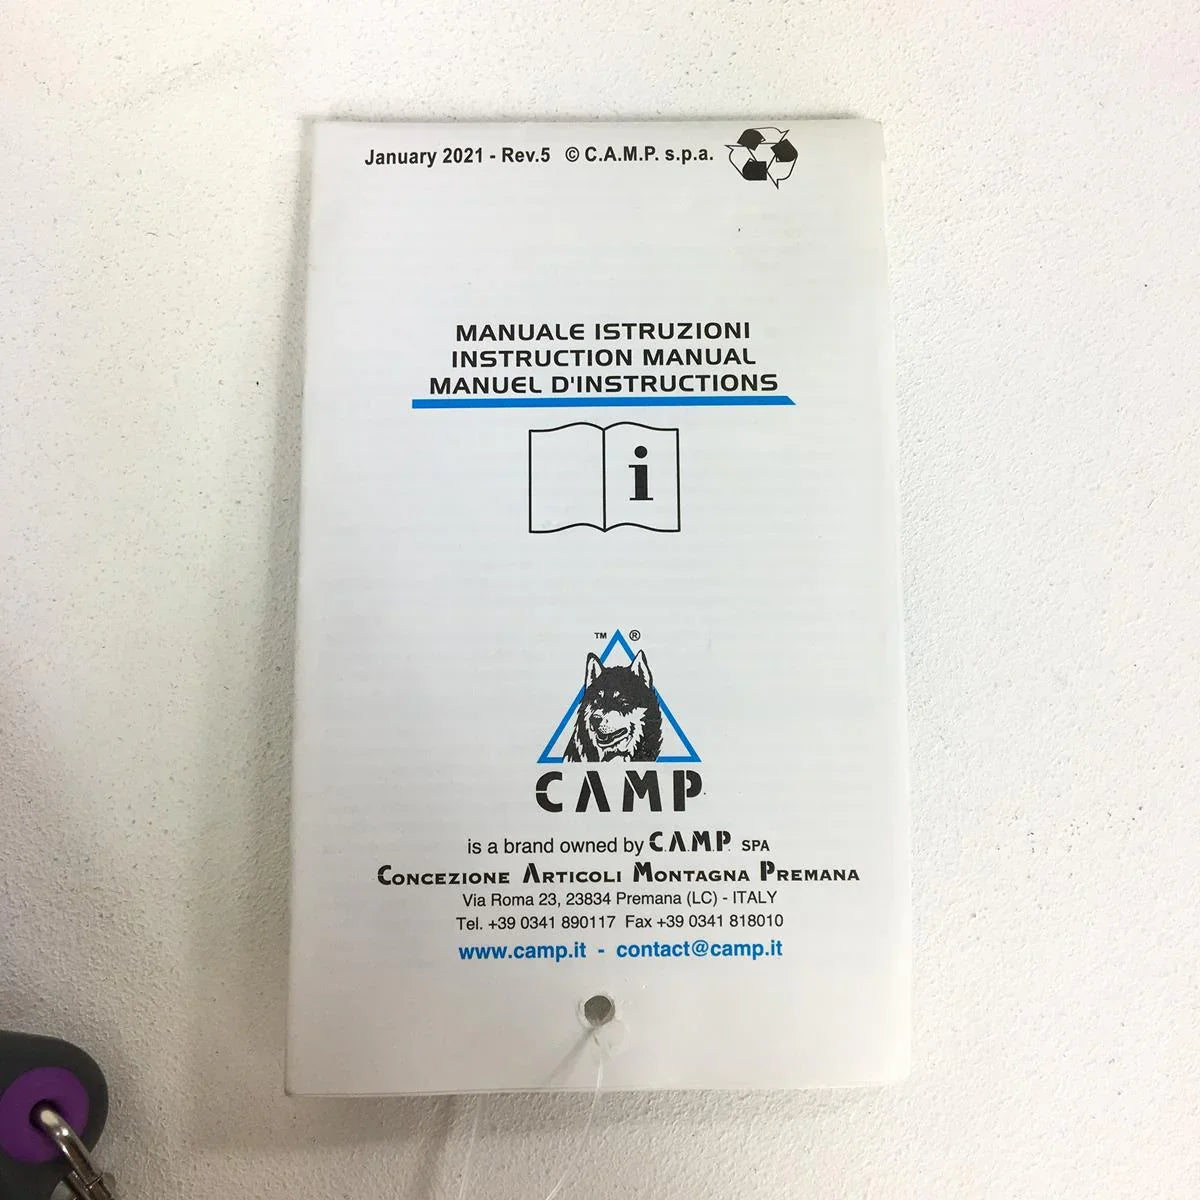 January 2021 - Rev.5 © C.A.M.P. s.p.a.
MANUALE ISTRUZIONI
INSTRUCTION MANUAL
MANUEL D'INSTRUCTIONS
i
TM ®
CAMP
is a brand owned by C.A.M.P. SPA
CONCEZIONE ARTICOLI MONTAGNA PREMANA
Via Roma 23, 23834 Premana (LC) - ITALY
Tel. +39 0341 890117 Fax +39 0341 818010
www.camp.it - contact@camp.it